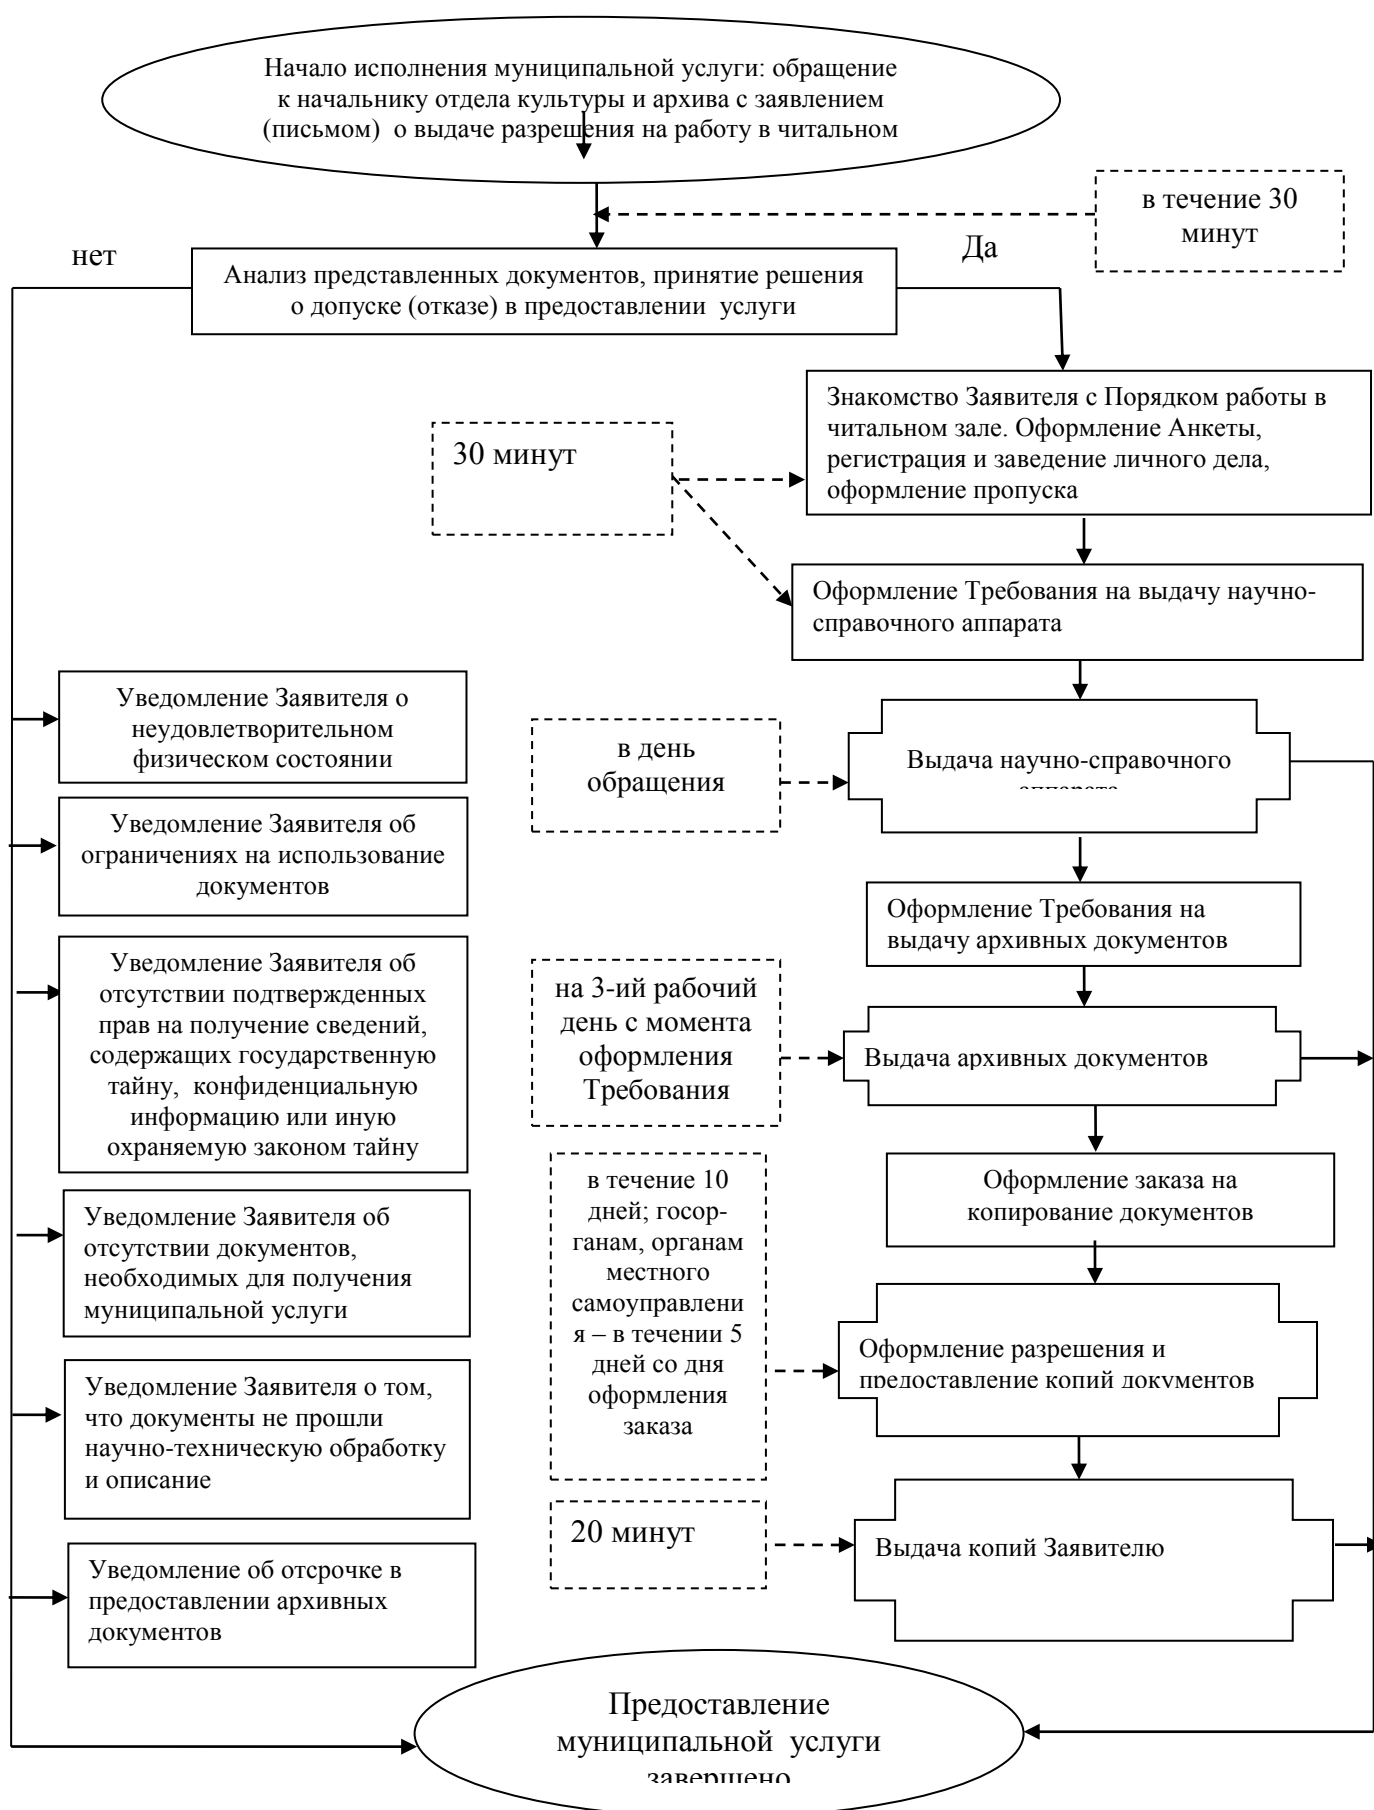 Начало исполнения муниципальной услуги: обращение
к начальнику отдела культуры и архива с заявлением
(письмом) о выдаче разрешения на работу в читальном
в течение 30
минут
нет
Да
Анализ представленных документов, принятие решения
о допуске (отказе) в предоставлении услуги
Знакомство Заявителя с Порядком работы в
читальном зале. Оформление Анкеты,
регистрация и заведение личного дела,
оформление пропуска
30 минут
Оформление Требования на выдачу научно-
справочного аппарата
Уведомление Заявителя о
неудовлетворительном
физическом состоянии
в день
обращения
Выдача научно-справочного
аппарата
Уведомление Заявителя об
ограничениях на использование
документов
Оформление Требования на
выдачу архивных документов
Уведомление Заявителя об
отсутствии подтвержденных
прав на получение сведений,
содержащих государственную
тайну, конфиденциальную
информацию или иную
охраняемую законом тайну
на 3-ий рабочий
день с момента
оформления
Требования
Выдача архивных документов
в течение 10
дней; госор-
ганам, органам
местного
самоуправлени
я – в течении 5
дней со дня
оформления
заказа
Оформление заказа на
копирование документов
Уведомление Заявителя об
отсутствии документов,
необходимых для получения
муниципальной услуги
Оформление разрешения и
предоставление копий документов
Уведомление Заявителя о том,
что документы не прошли
научно-техническую обработку
и описание
20 минут
Выдача копий Заявителю
Уведомление об отсрочке в
предоставлении архивных
документов
Предоставление
муниципальной услуги
завершено